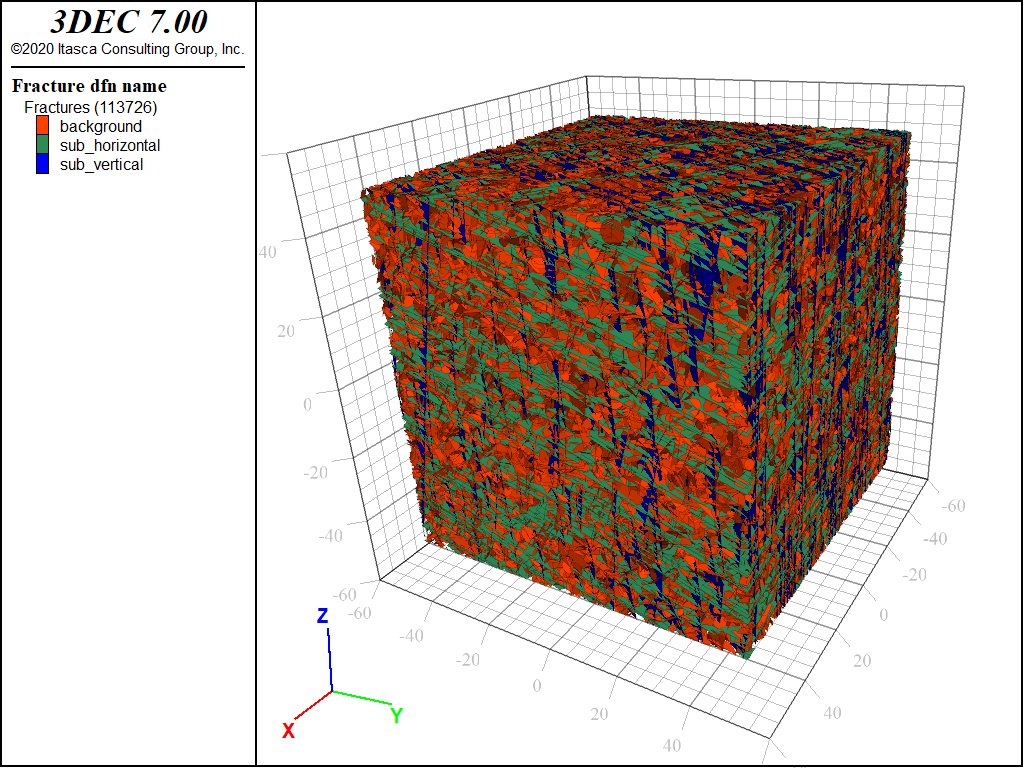 3DEC 7.00
©2020 Itasca Consulting Group, Inc.
Fracture dfn name
Fractures (113726)
background
sub_horizontal
sub_vertical
40
20
0
-20
-40
-60
-60
-40
-20
0
20
40
-60
-40
-20
0
20
40
Z
Y
X